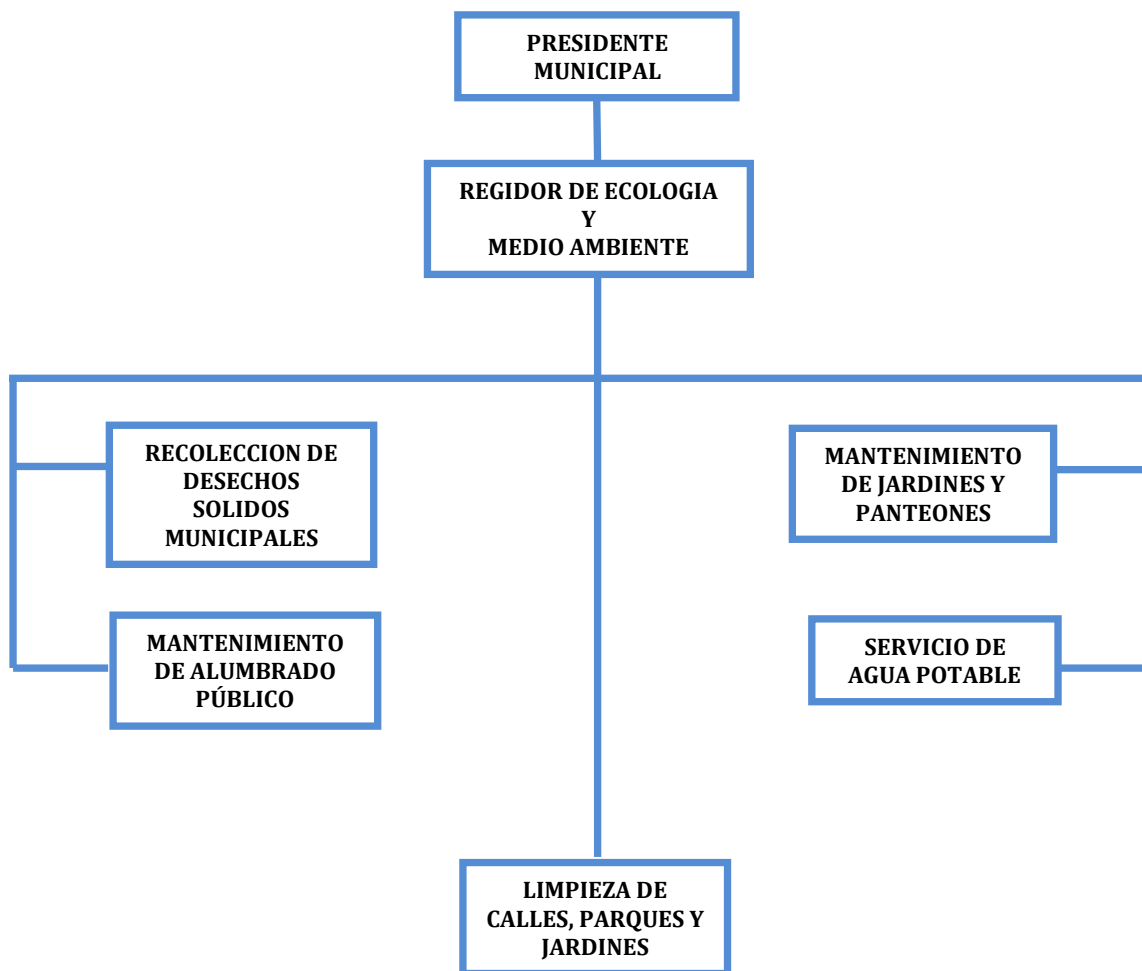 PRESIDENTE
MUNICIPAL
REGIDOR DE ECOLOGIA
Y
MEDIO AMBIENTE
RECOLECCION DE
DESECHOS
SOLIDOS
MUNICIPALES
MANTENIMIENTO
DE JARDINES Y
PANTEONES
MANTENIMIENTO
DE ALUMBRADO
PÚBLICO
SERVICIO DE
AGUA POTABLE
LIMPIEZA DE
CALLES, PARQUES Y
JARDINES